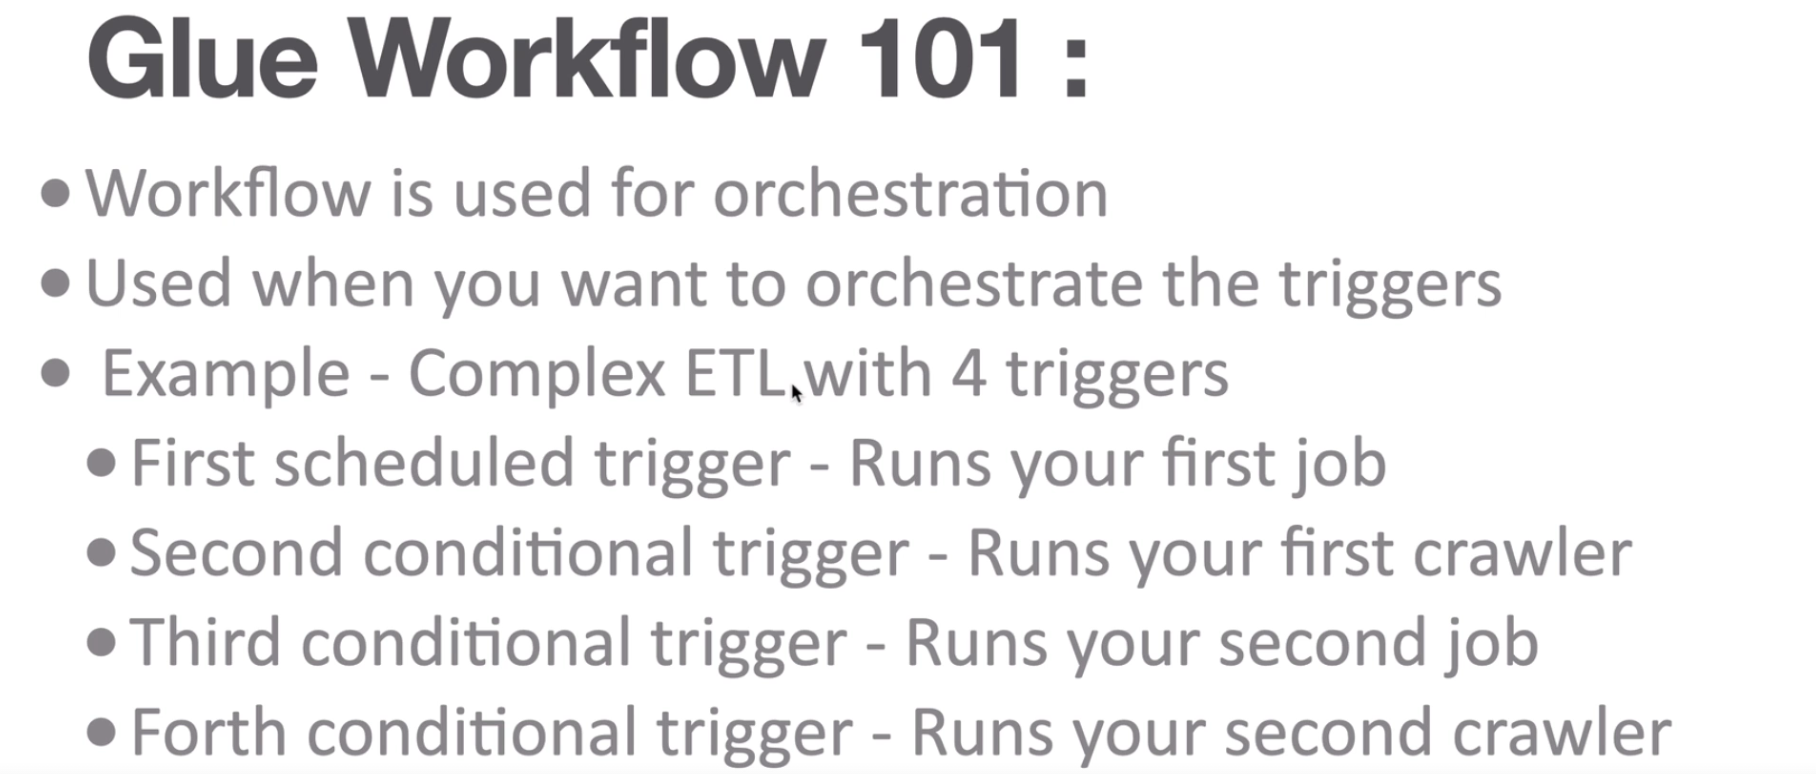 Glue Workflow 101 :
• Workflow is used for orchestration
• Used when you want to orchestrate the triggers
• Example - Complex ETL with 4 triggers
• First scheduled trigger - Runs your first job
• Second conditional trigger - Runs your first crawler
• Third conditional trigger - Runs your second job
• Forth conditional trigger - Runs your second crawler